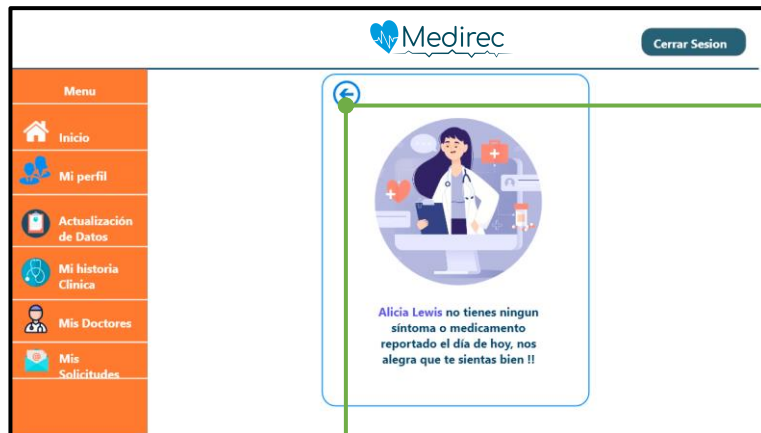 Medirec
Cerrar Sesion
Menu
Inicio
Mi perfil
Actualización
de Datos
Mi historia
Clinica
Mis Doctores
Mis
Solicitudes
Alicia Lewis no tienes ningun
síntoma o medicamento
reportado el día de hoy, nos
alegra que te sientas bien !!